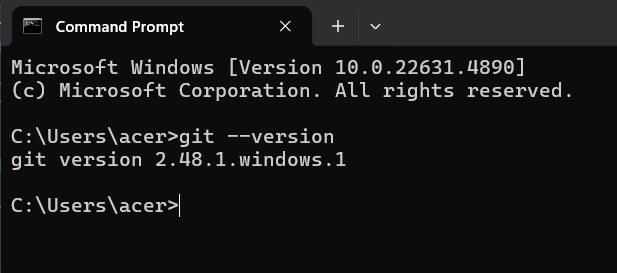 Command Prompt
Microsoft Windows [Version 10.0.22631.4890]
(c) Microsoft Corporation. All rights reserved.
C:\Users\acer>git --version
git version 2.48.1.windows.1
C:\Users\acer>